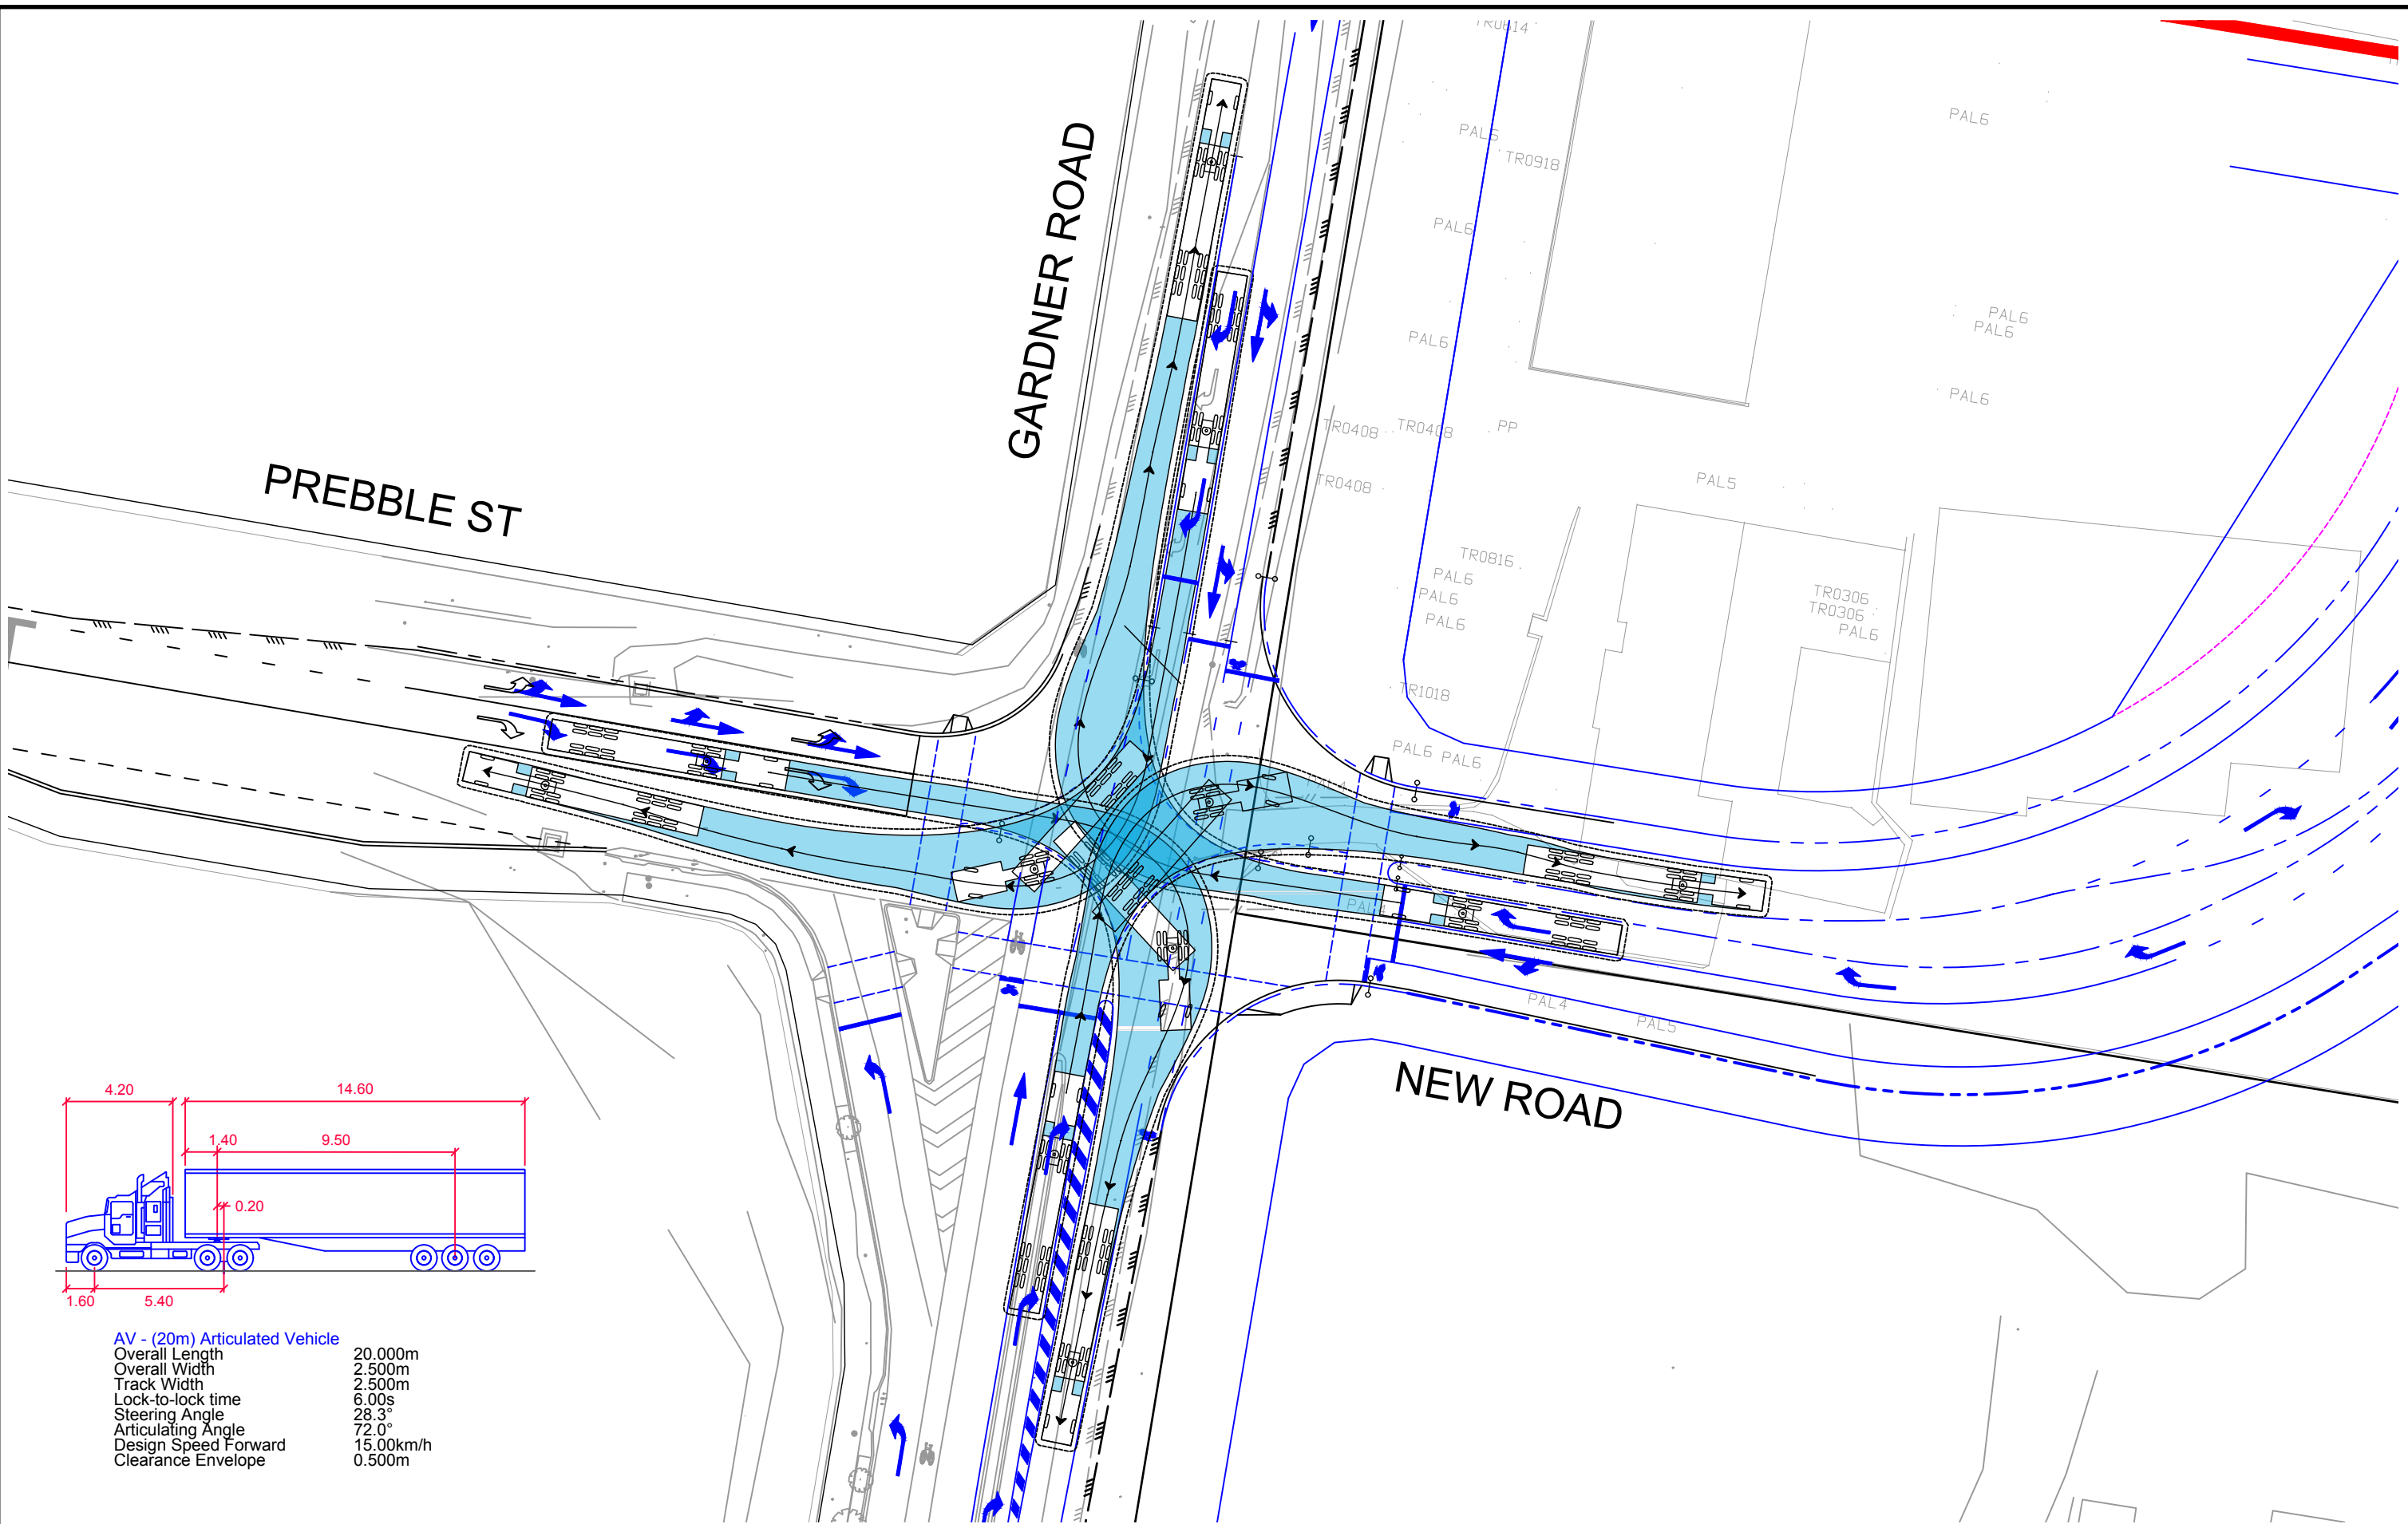 TR0614
PAL6
PAL6
TR0918
GARDNER ROAD
PAL6
PAL6
PAL6
PAL6
PAL6
TR0408
TR0408
PP
PREBBLE ST
TR0408
PAL5
TR0816
PAL6
PAL6
PAL6
TR0306
TR0306
PAL6
TR1018
PAL6 PAL6
PAL4
PAL5
NEW ROAD
4.20
14.60
1.40
9.50
0.20
1.60
5.40
AV - (20m) Articulated Vehicle
Overall Length 20.000m
Overall Width 2.500m
Track Width 2.500m
Lock-to-lock time 6.00s
Steering Angle 28.3°
Articulating Angle 72.0°
Design Speed Forward 15.00km/h
Clearance Envelope 0.500m